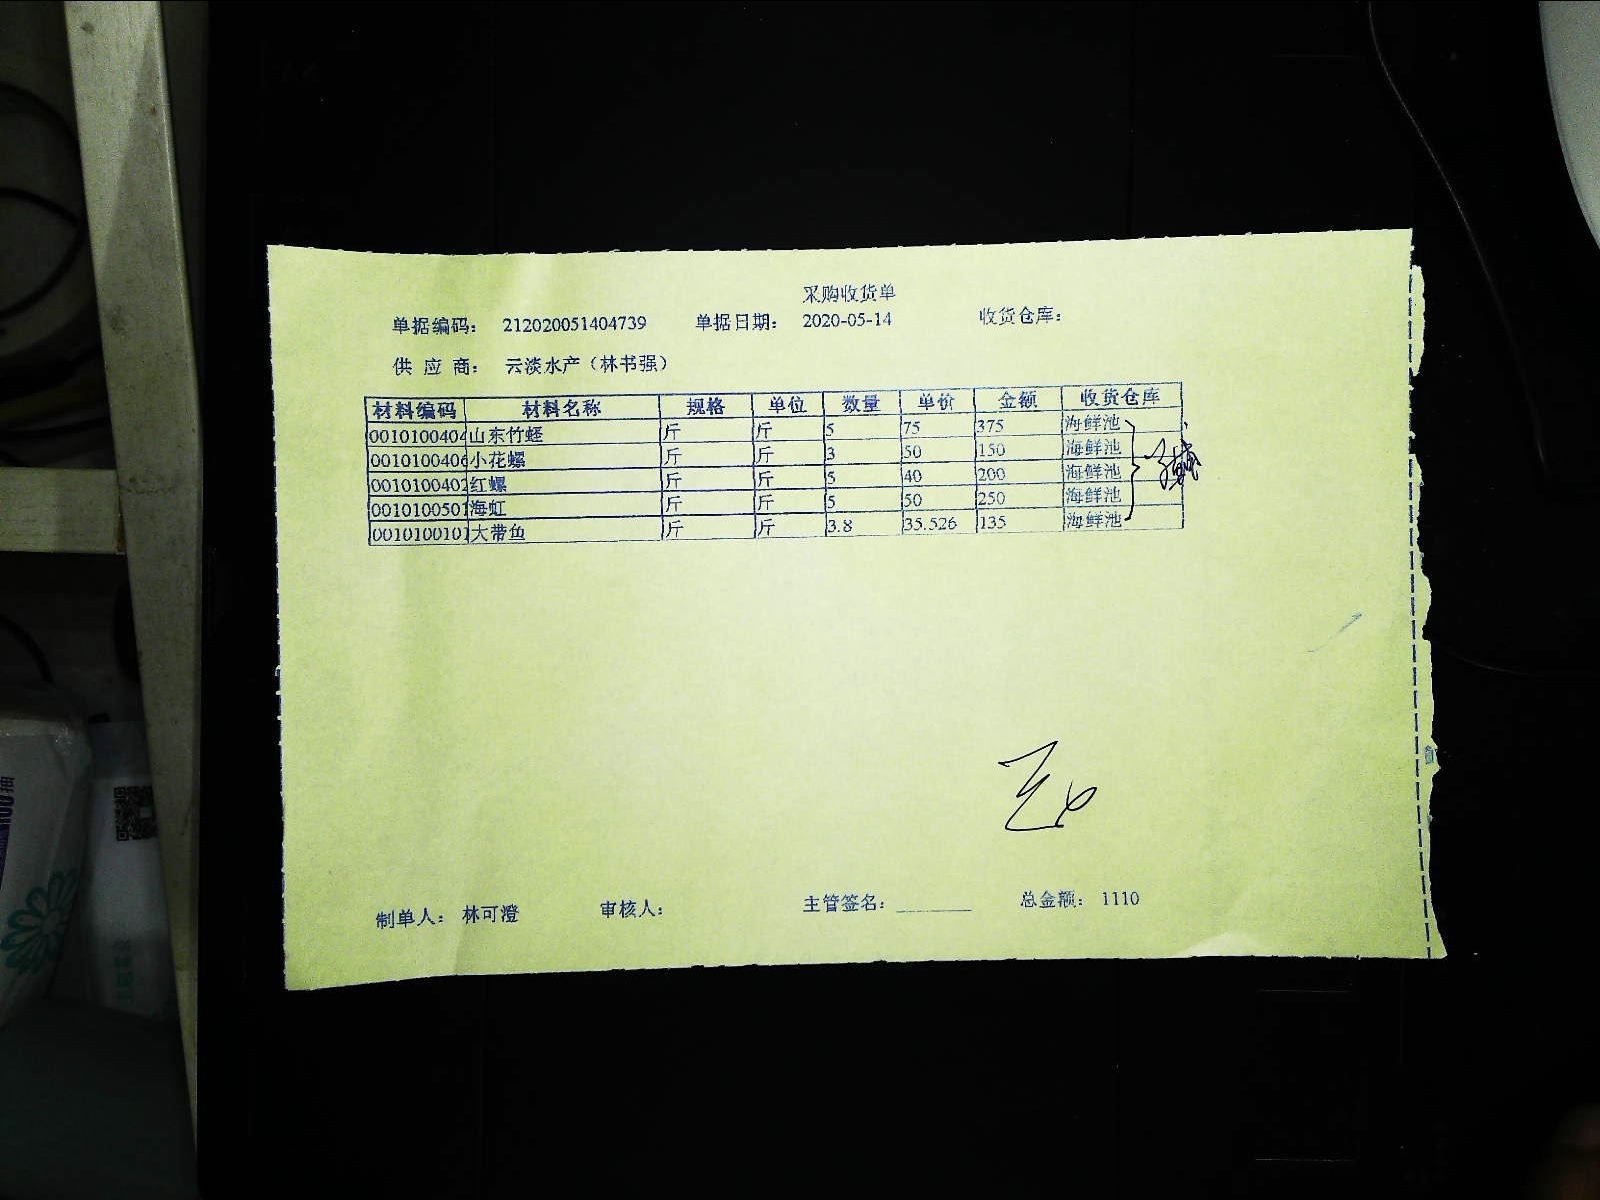 采购收货单
单据编码： 212020051404739 单据日期： 2020-05-14 收货仓库：
供 应 商： 云淡水产（林书强）
材料编码 材料名称 规格 单位 数量 单价 金额 收货仓库
0010100404 山东竹蛏 斤 斤 5 75 375 海鲜池
0010100406 小花螺 斤 斤 3 50 150 海鲜池
0010100402 红螺 斤 斤 5 40 200 海鲜池
0010100501 海虹 斤 斤 5 50 250 海鲜池
0010100101 大带鱼 斤 斤 3.8 35.526 135 海鲜池
制单人： 林可澄 审核人： 主管签名： 总金额： 1110